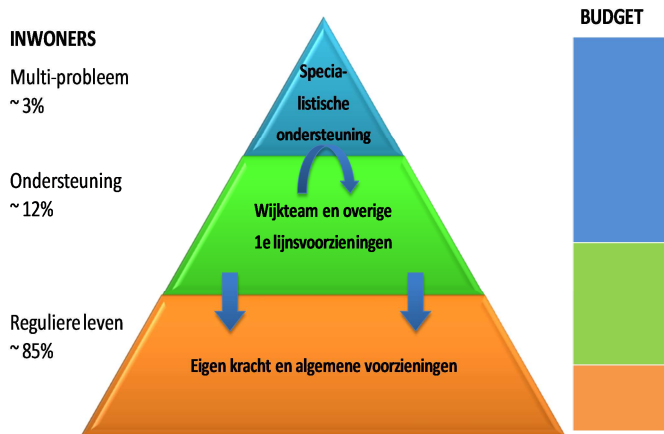 BUDGET
INWONERS
Multi-probleem
~ 3%
Specia-
listische
ondersteuning
Ondersteuning
~ 12%
Wijkteam en overige
1e lijnsvoorzieningen
Reguliere leven
~ 85%
Eigen kracht en algemene voorzieningen